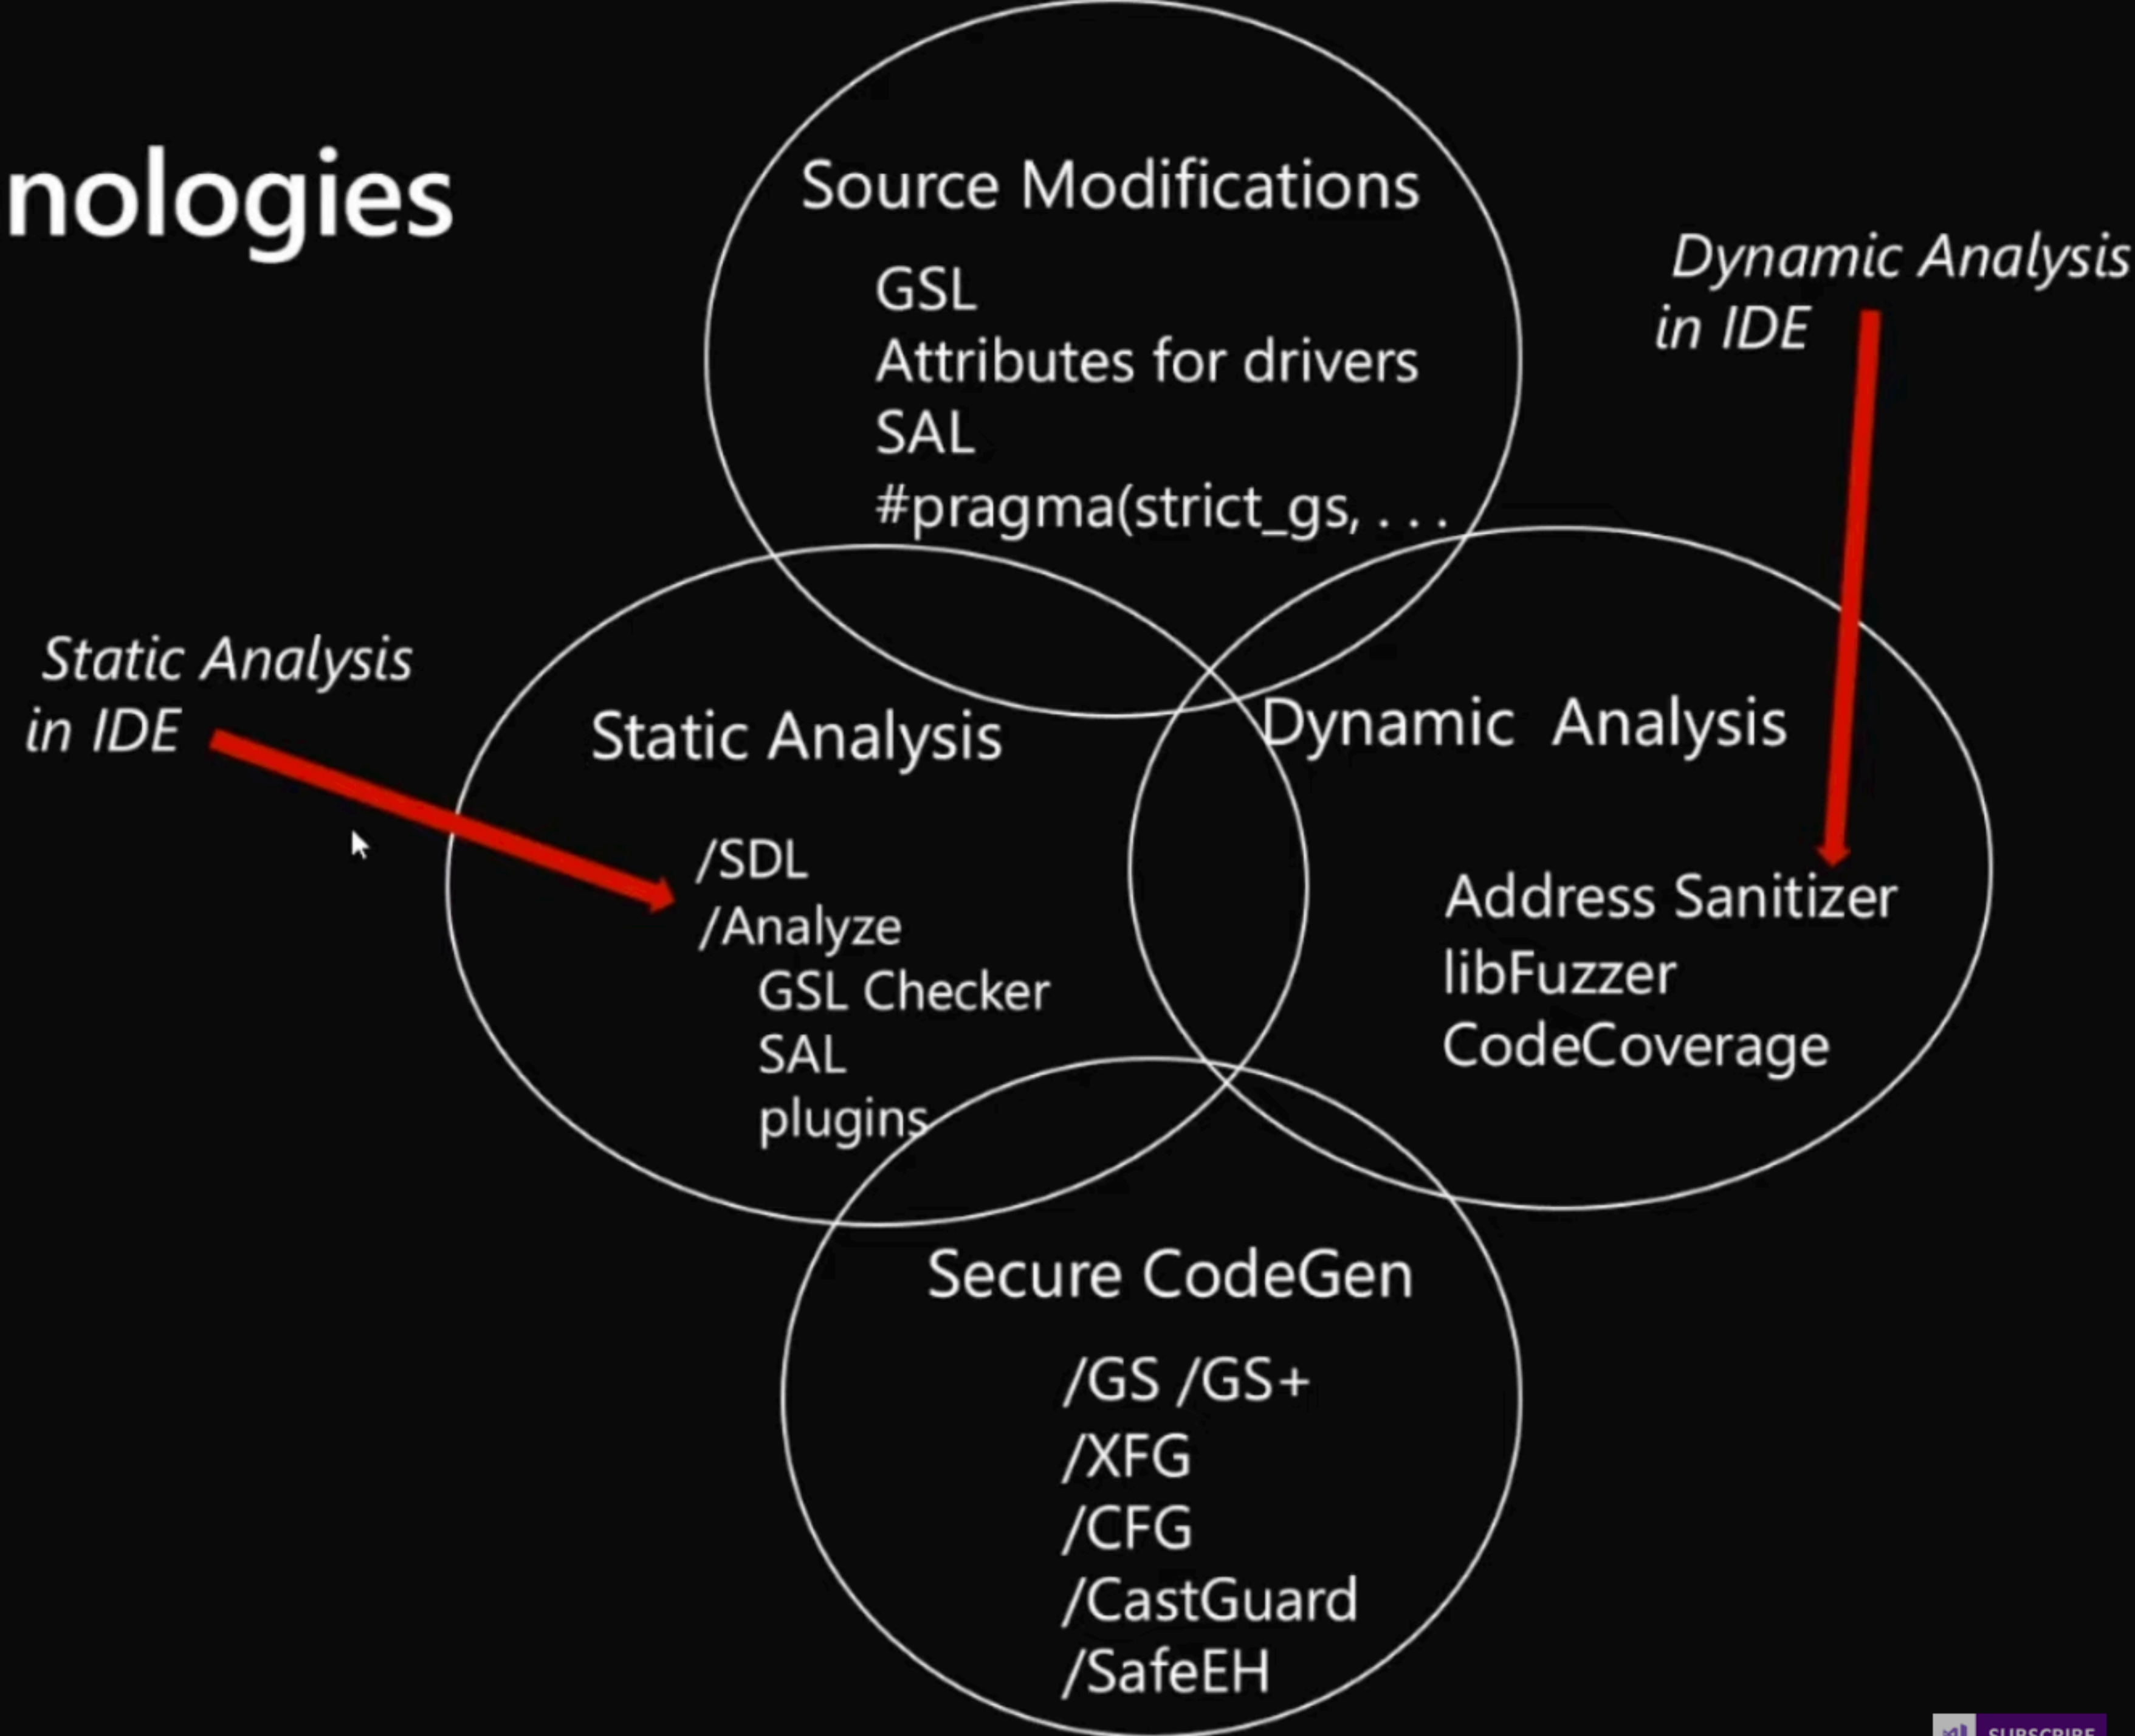 nologies
Source Modifications
GSL
Attributes for drivers
SAL
#pragma(strict_gs, . . .
Dynamic Analysis
in IDE
Static Analysis
in IDE
Static Analysis
/SDL
/Analyze
GSL Checker
SAL
plugins
Dynamic Analysis
Address Sanitizer
libFuzzer
CodeCoverage
Secure CodeGen
/GS /GS+
/XFG
/CFG
/CastGuard
/SafeEH
SUBSCRIBE